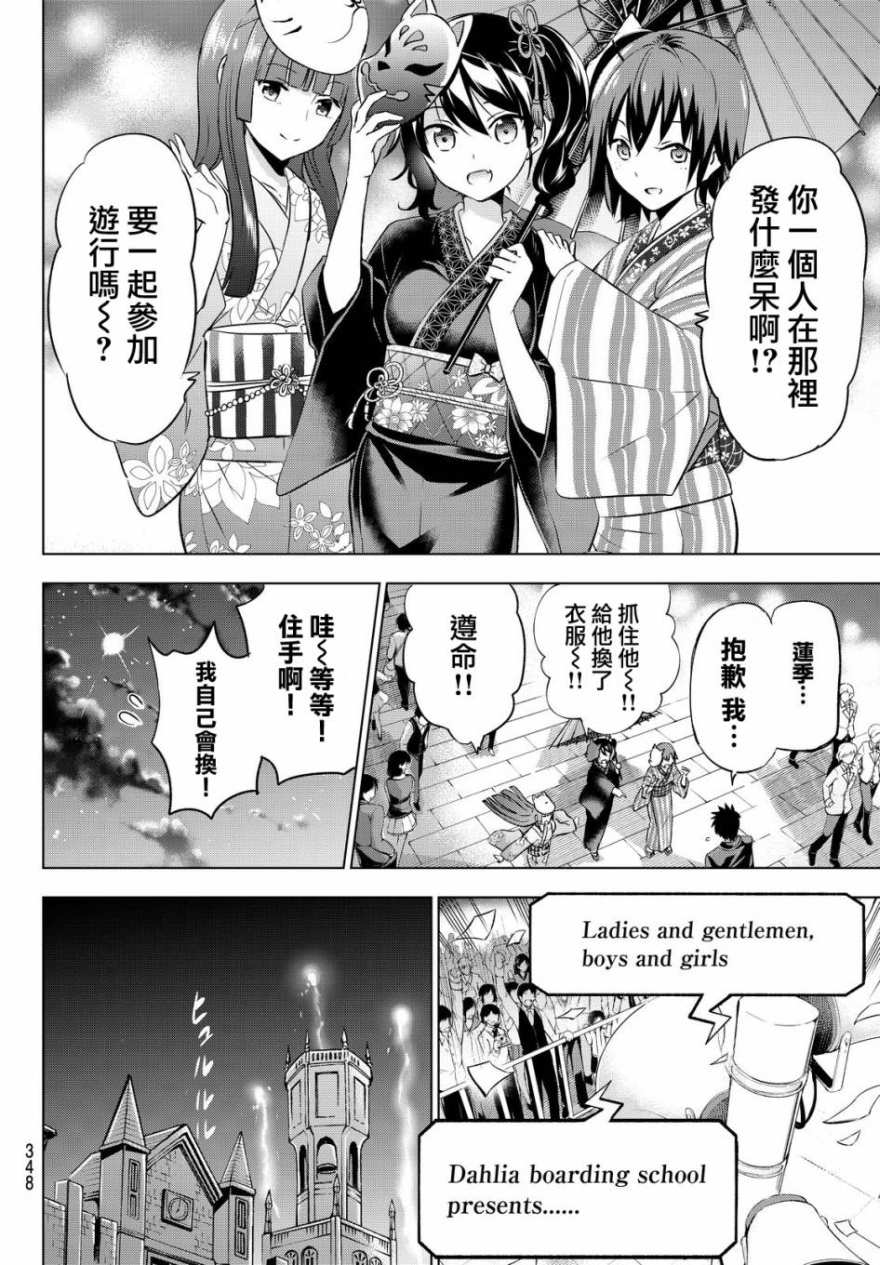 你一個人在那裡
發什麼呆啊!?
要一起參加
遊行嗎～?
蓮季…
抱歉 我…
抓住他～!!
給他換了
衣服～!!
遵命!!
哇～等等!
住手啊!
我自己會換!
Ladies and gentlemen,
boys and girls
ヒュルルルル
Dahlia boarding school
presents......
348